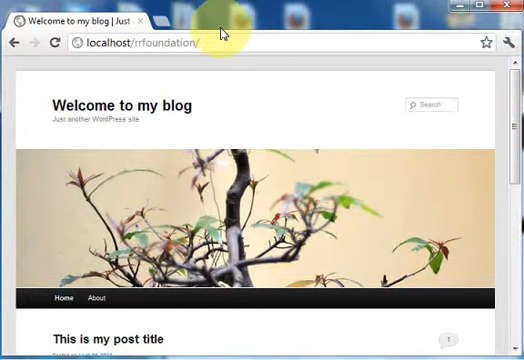 Welcome to my blog | Just
localhost/rrfoundation/
Welcome to my blog
Search
Just another WordPress site
Home About
This is my post title
1